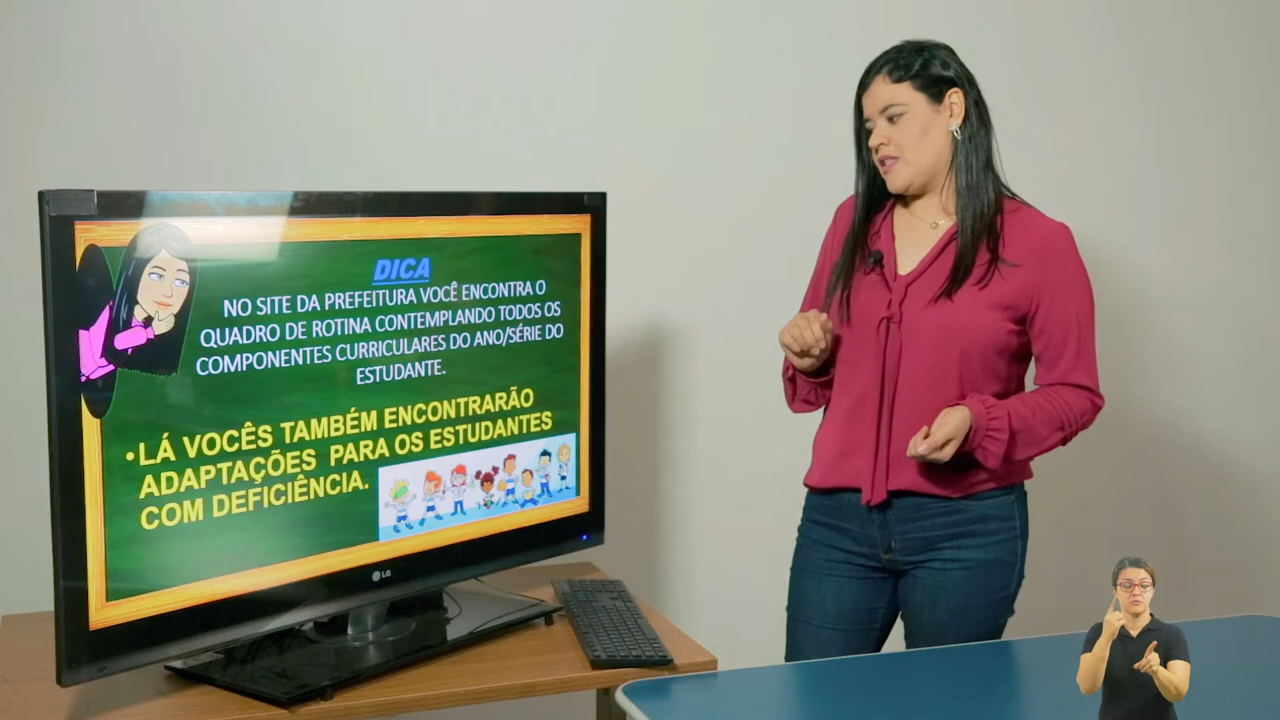 DICA
NO SITE DA PREFEITURA VOCÊ ENCONTRA O
QUADRO DE ROTINA CONTEMPLANDO TODOS OS
COMPONENTES CURRICULARES DO ANO/SÉRIE DO
ESTUDANTE.
•LÁ VOCÊS TAMBÉM ENCONTRARÃO
ADAPTAÇÕES PARA OS ESTUDANTES
COM DEFICIÊNCIA.
LG